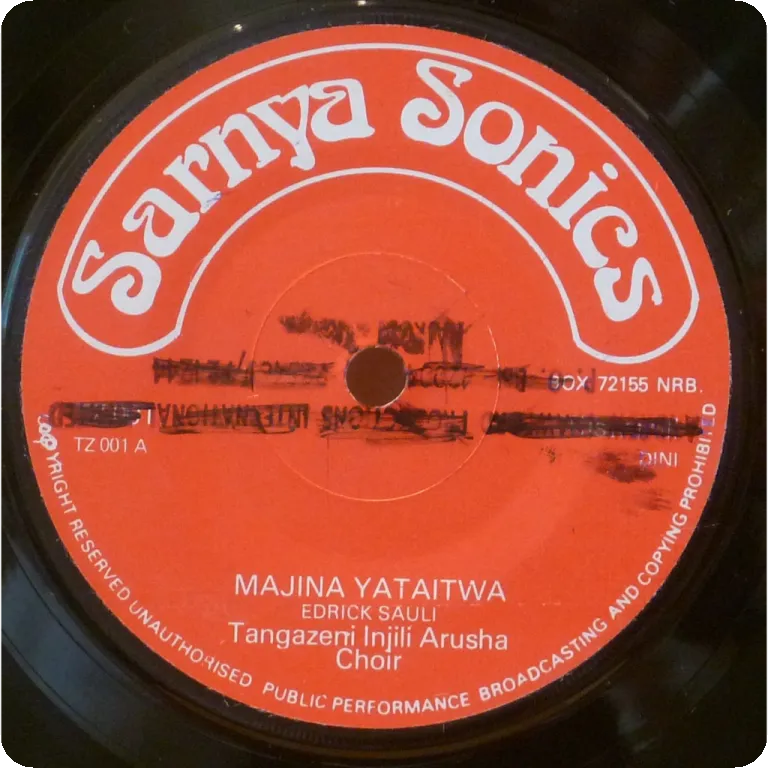 Sarnya Sonics
BOX 72155 NRB.
TZ 001 A
DINI
MAJINA YATAITWA
EDRICK SAULI
Tangazeni Injili Arusha
Choir
COPYRIGHT RESERVED UNAUTHORISED PUBLIC PERFORMANCE BROADCASTING AND COPYING PROHIBITED